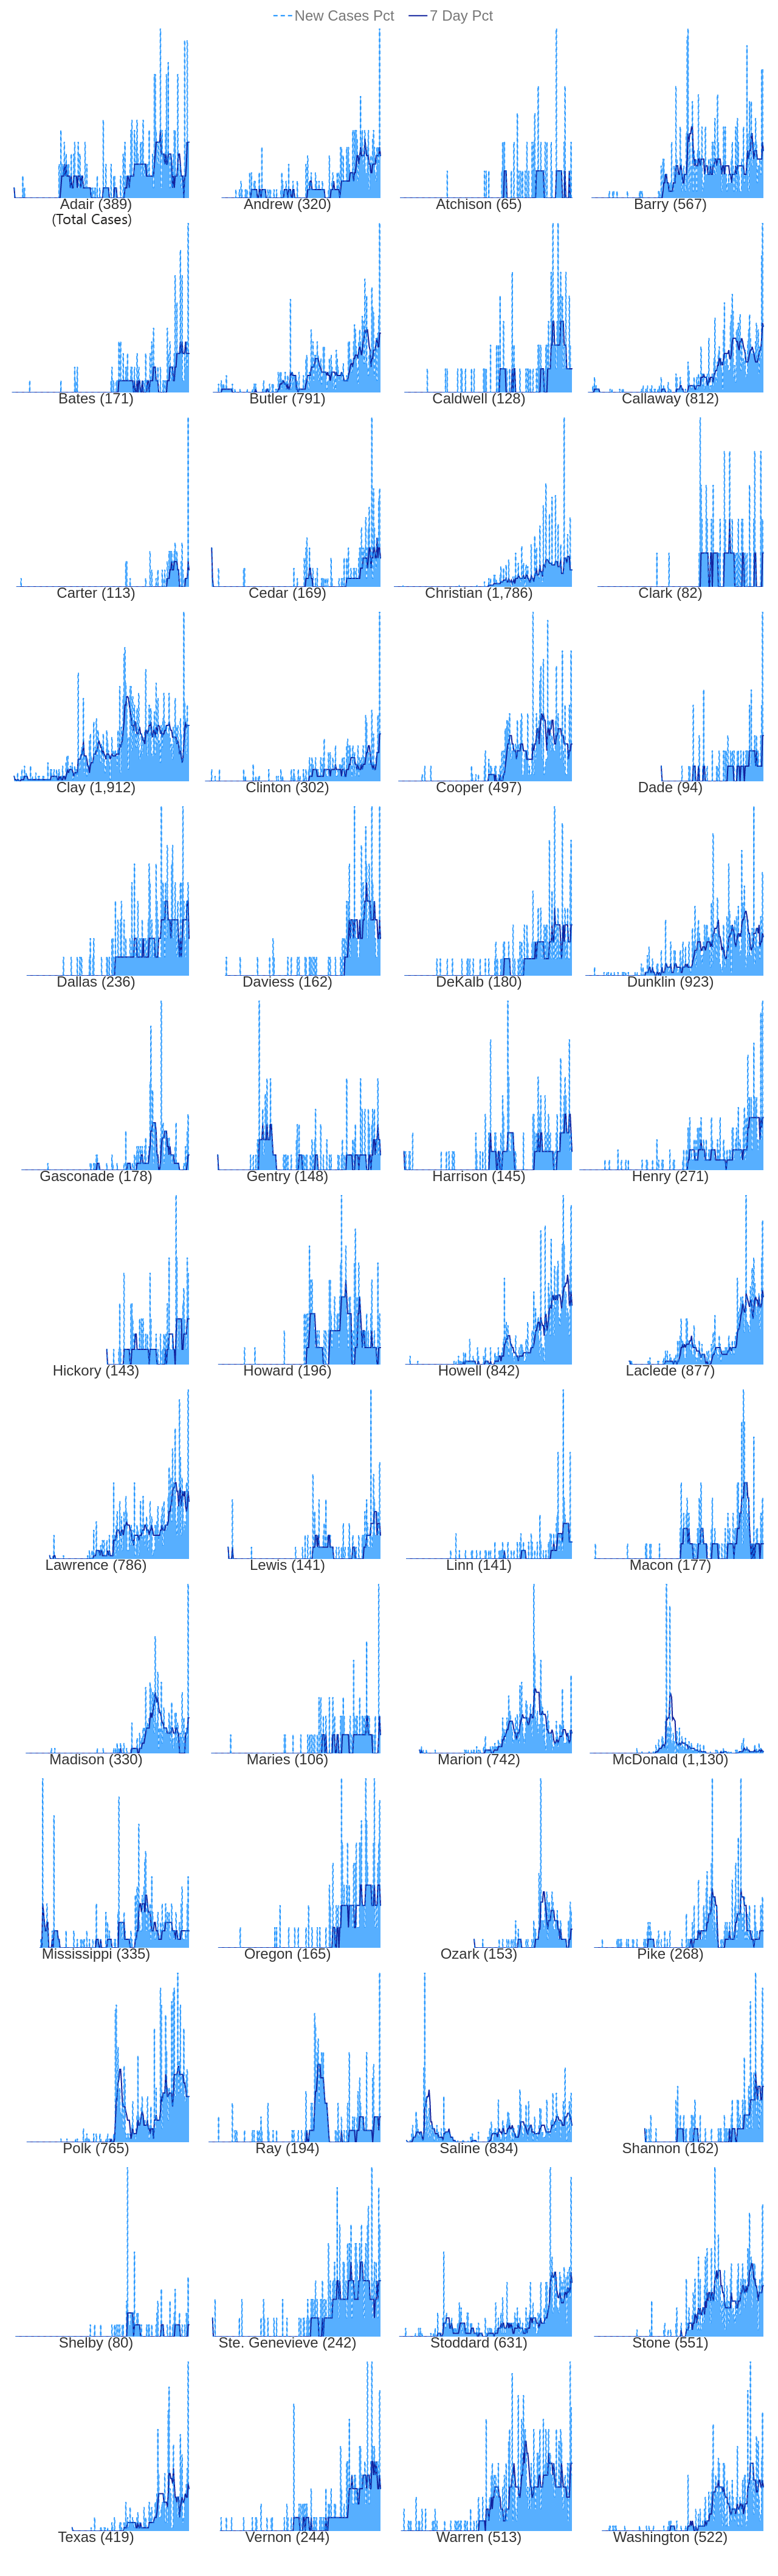 New Cases Pct 7 Day Pct
Adair (389) Andrew (320) Atchison (65) Barry (567)
(Total Cases)
Bates (171) Butler (791) Caldwell (128) Callaway (812)
Carter (113) Cedar (169) Christian (1,786) Clark (82)
Clay (1,912) Clinton (302) Cooper (497) Dade (94)
Dallas (236) Daviess (162) DeKalb (180) Dunklin (923)
Gasconade (178) Gentry (148) Harrison (145) Henry (271)
Hickory (143) Howard (196) Howell (842) Laclede (877)
Lawrence (786) Lewis (141) Linn (141) Macon (177)
Madison (330) Maries (106) Marion (742) McDonald (1,130)
Mississippi (335) Oregon (165) Ozark (153) Pike (268)
Polk (765) Ray (194) Saline (834) Shannon (162)
Shelby (80) Ste. Genevieve (242) Stoddard (631) Stone (551)
Texas (419) Vernon (244) Warren (513) Washington (522)